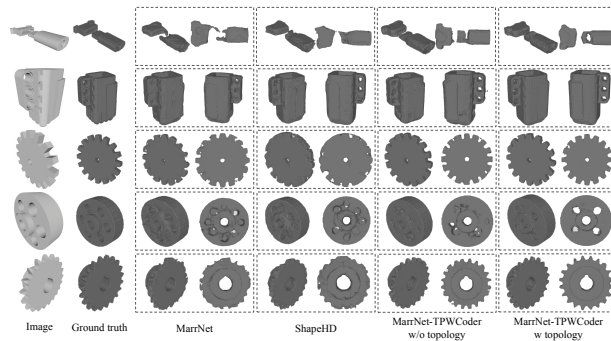 Image
Ground truth
MarrNet
ShapeHD
MarrNet-TPWCoder
w/o topology
MarrNet-TPWCoder
w topology